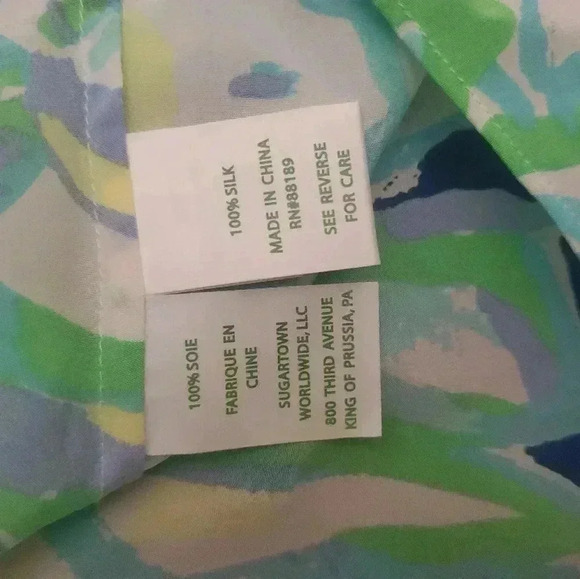 100% SILK
MADE IN CHINA
RN#88189
SEE REVERSE
FOR CARE
100% SOIE
FABRIQUE EN
CHINE
SUGARTOWN
WORLDWIDE, LLC
800 THIRD AVENUE
KING OF PRUSSIA, PA